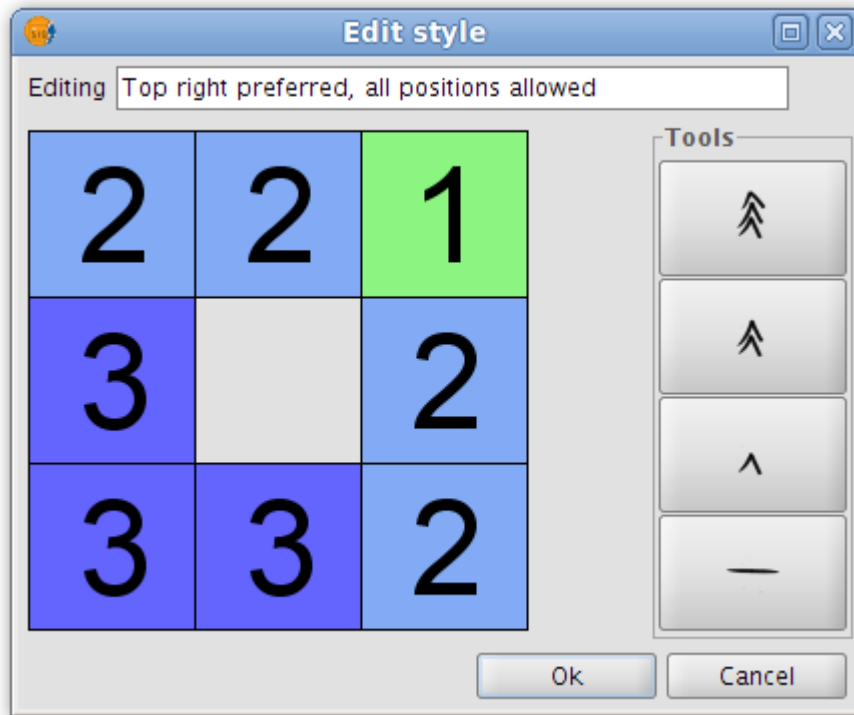 Edit style
Editing Top right preferred, all positions allowed
Tools
2 2 1
3 2
3 3 2
Ok Cancel